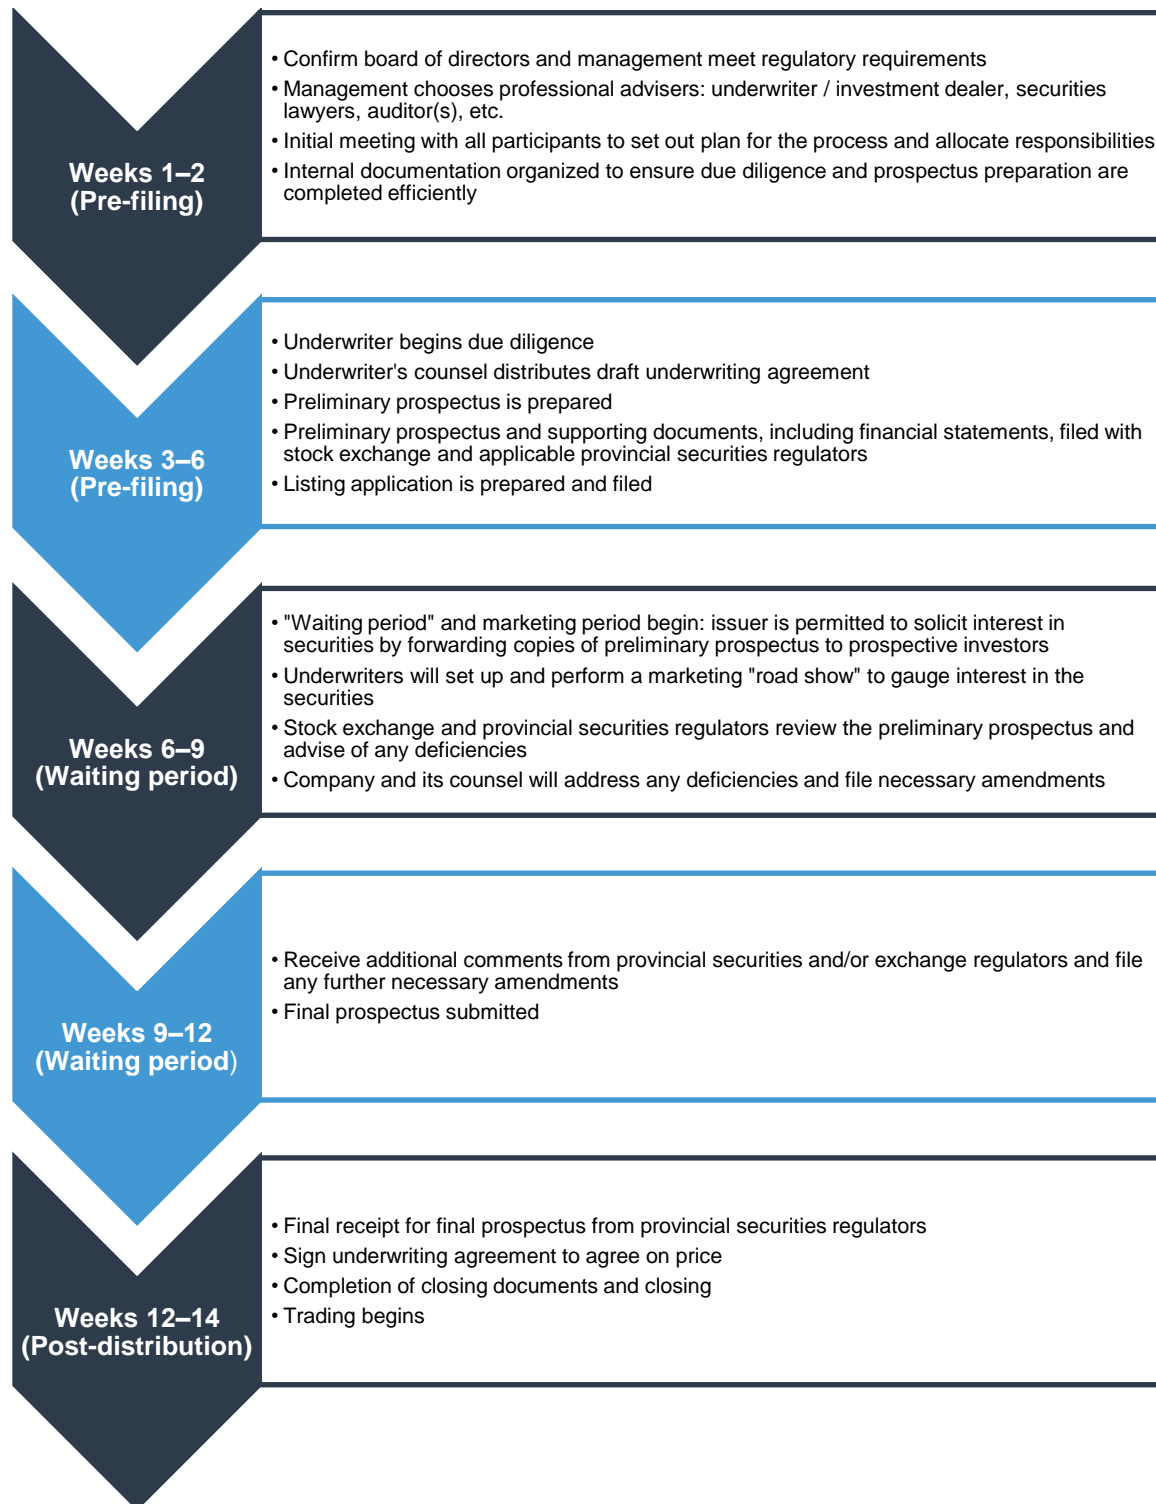 Weeks 1–2
(Pre-filing)
• Confirm board of directors and management meet regulatory requirements
• Management chooses professional advisers: underwriter / investment dealer, securities
lawyers, auditor(s), etc.
• Initial meeting with all participants to set out plan for the process and allocate responsibilities
• Internal documentation organized to ensure due diligence and prospectus preparation are
completed efficiently
Weeks 3–6
(Pre-filing)
• Underwriter begins due diligence
• Underwriter's counsel distributes draft underwriting agreement
• Preliminary prospectus is prepared
• Preliminary prospectus and supporting documents, including financial statements, filed with
stock exchange and applicable provincial securities regulators
• Listing application is prepared and filed
Weeks 6–9
(Waiting period)
• "Waiting period" and marketing period begin: issuer is permitted to solicit interest in
securities by forwarding copies of preliminary prospectus to prospective investors
• Underwriters will set up and perform a marketing "road show" to gauge interest in the
securities
• Stock exchange and provincial securities regulators review the preliminary prospectus and
advise of any deficiencies
• Company and its counsel will address any deficiencies and file necessary amendments
Weeks 9–12
(Waiting period)
• Receive additional comments from provincial securities and/or exchange regulators and file
any further necessary amendments
• Final prospectus submitted
Weeks 12–14
(Post-distribution)
• Final receipt for final prospectus from provincial securities regulators
• Sign underwriting agreement to agree on price
• Completion of closing documents and closing
• Trading begins